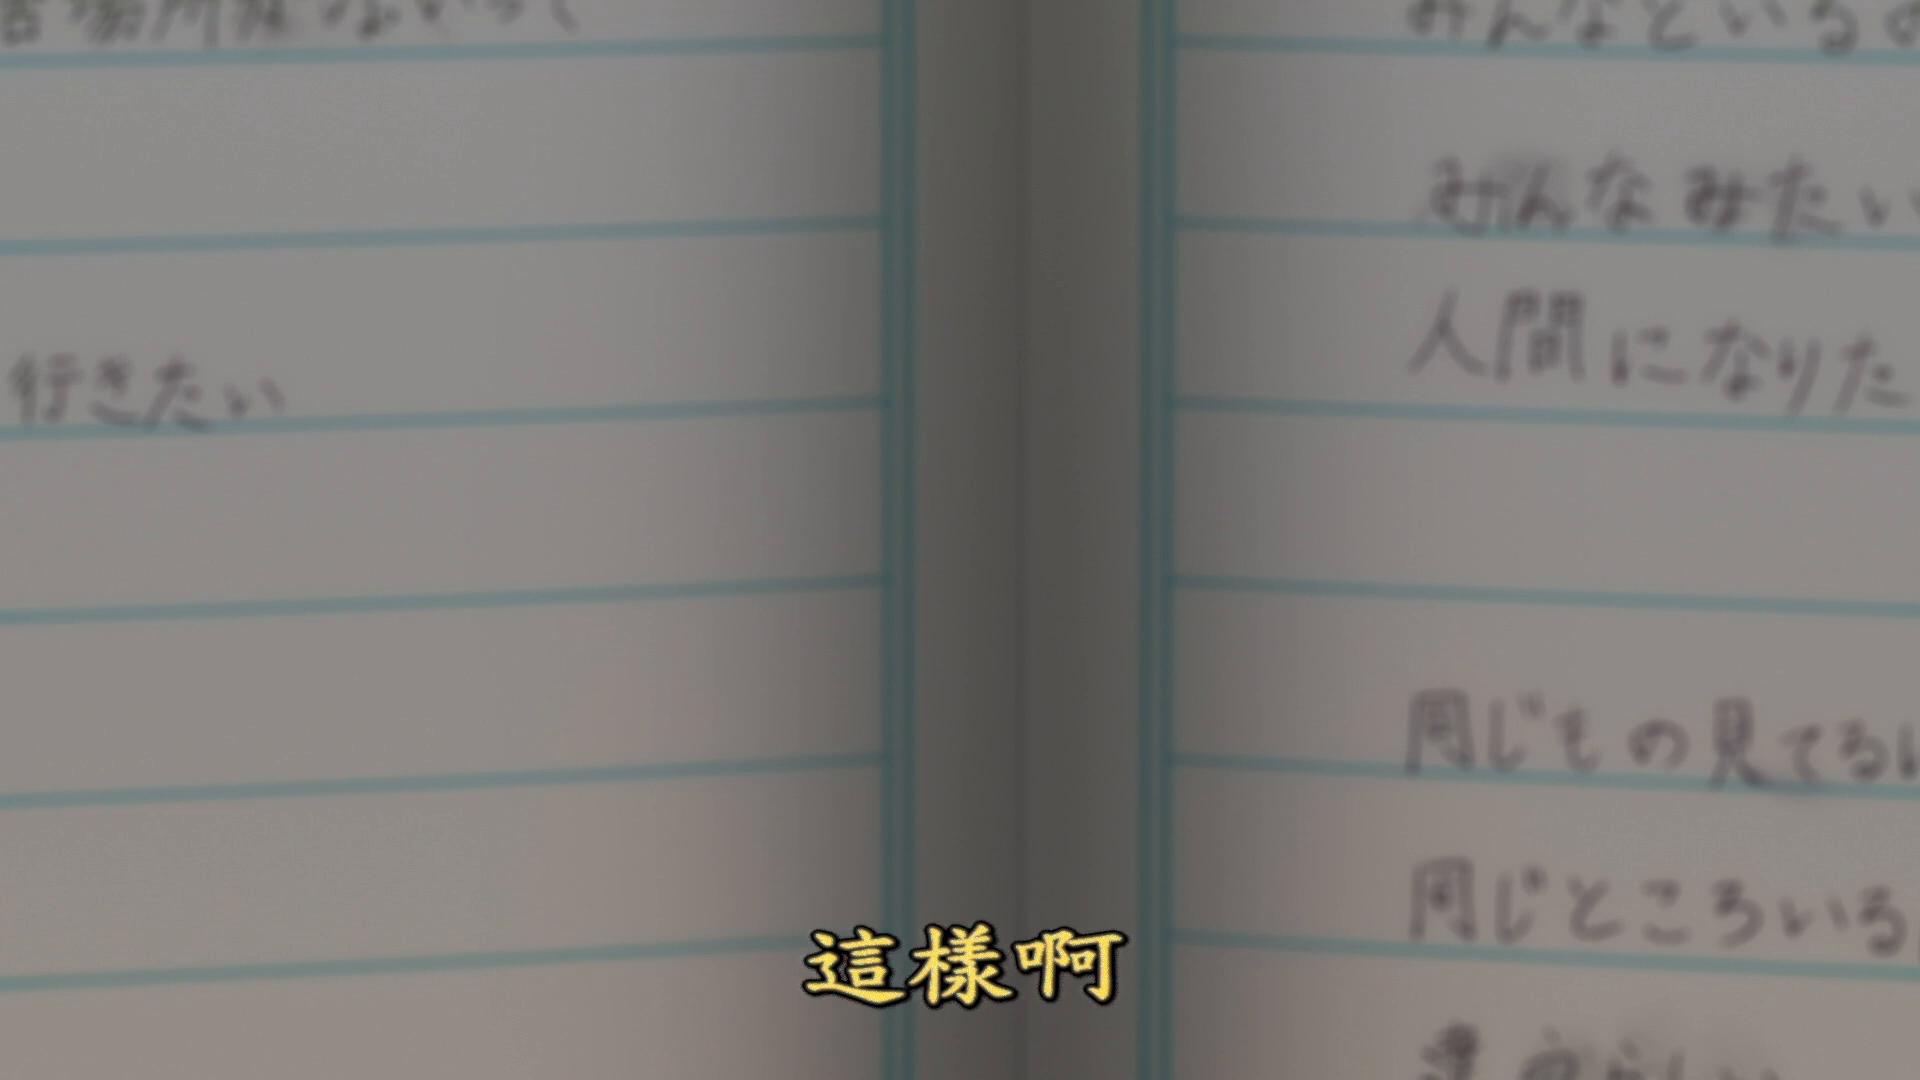 行きたい
みんなといる
みんなみたい
人間になりた
同じもの見てる
同じところいる
這樣啊